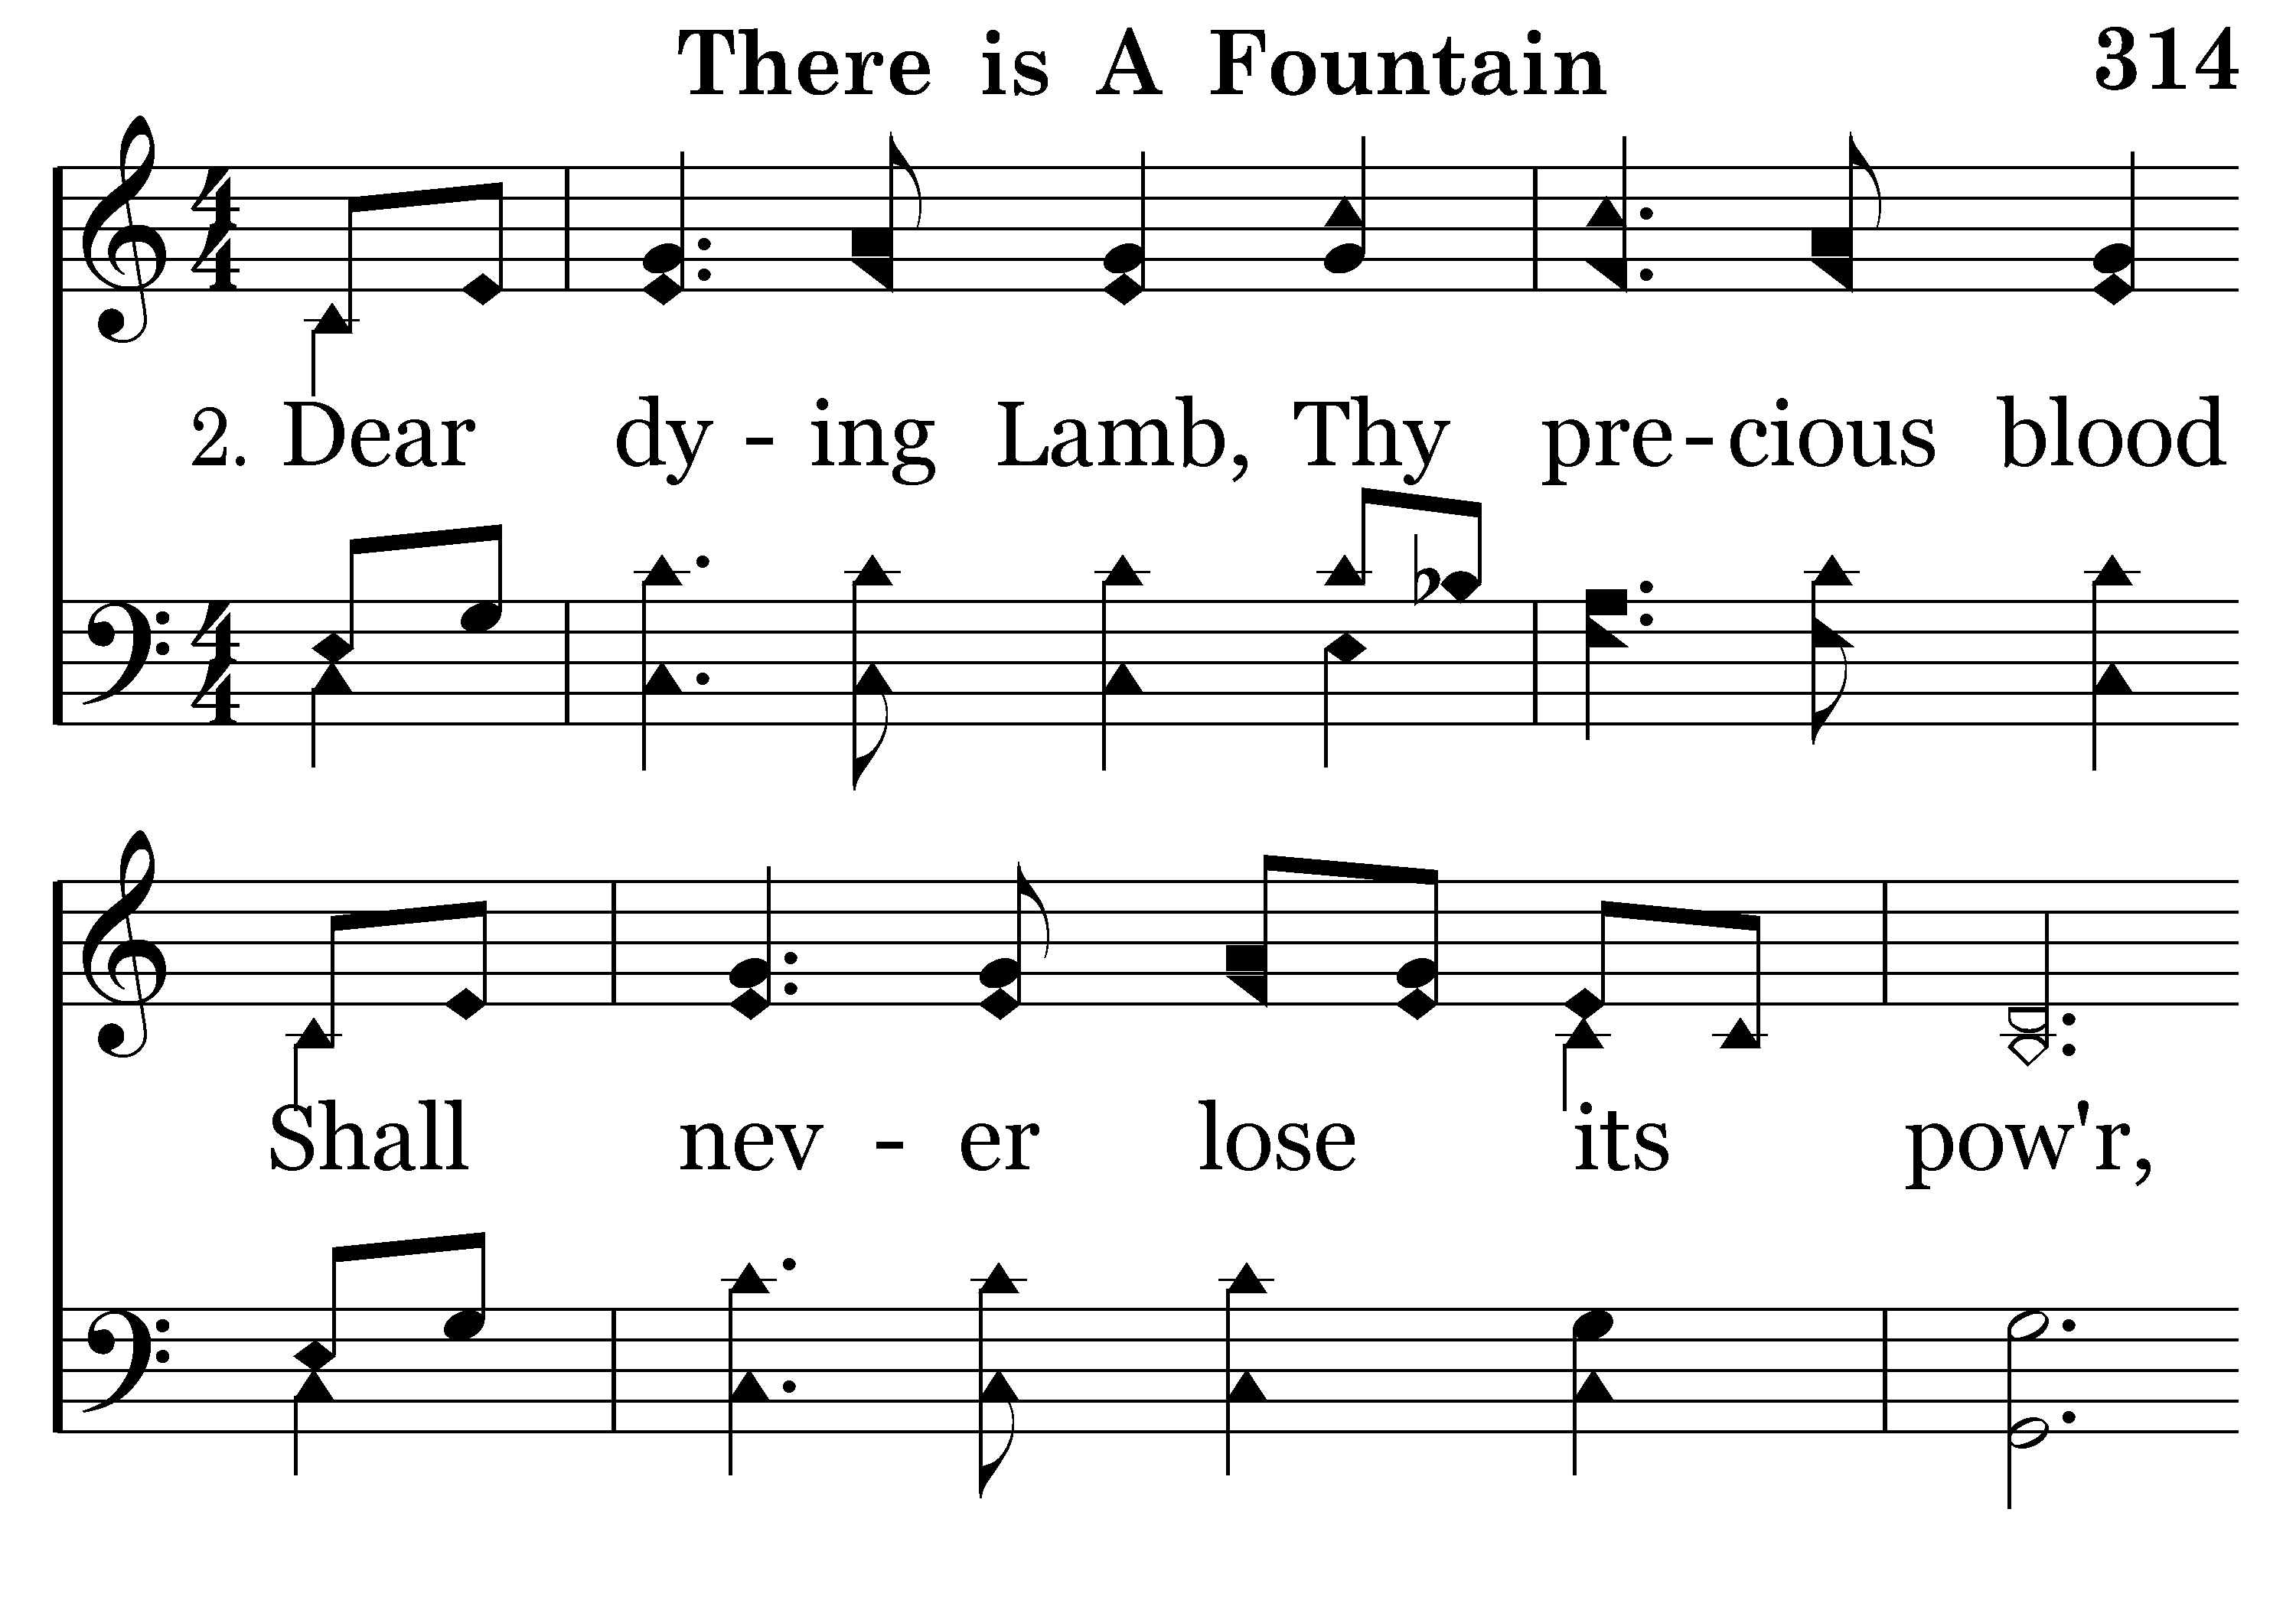 There is A Fountain 314
2. Dear dy - ing Lamb, Thy pre-cious blood
Shall nev - er lose its pow'r,